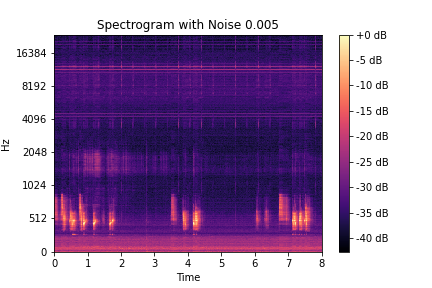 Spectrogram with Noise 0.005
+0 dB
16384
-5 dB
-10 dB
8192
-15 dB
4096
-20 dB
Hz
2048
-25 dB
1024
-30 dB
512
-35 dB
-40 dB
0
0 1 2 3 4 5 6 7 8
Time